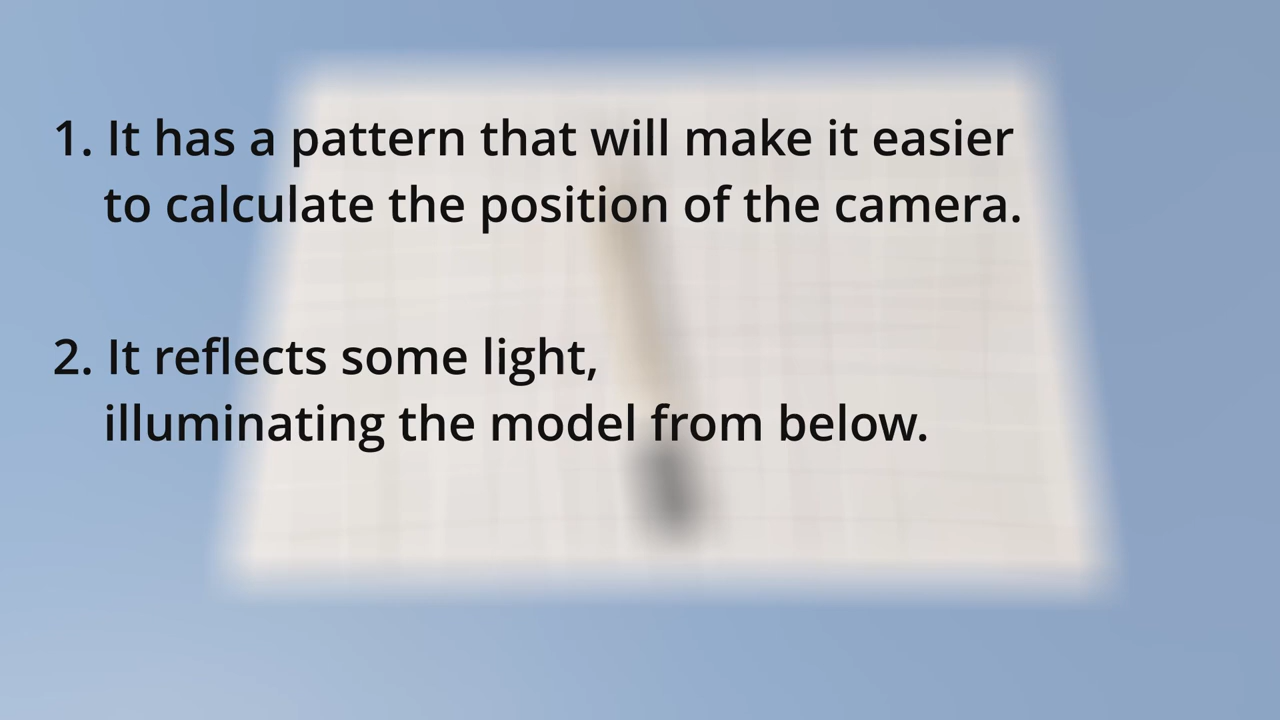 1. It has a pattern that will make it easier
to calculate the position of the camera.
2. It reflects some light,
illuminating the model from below.